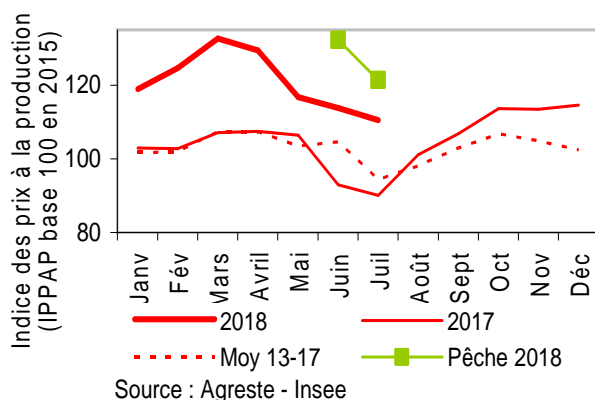 Indice des prix à la production
(IPPAP base 100 en 2015)
120
100
80
Janv
Fév
Mars
Avril
Mai
Juin
Juil
Août
Sept
Oct
Nov
Déc
2018
2017
Moy 13-17
Pêche 2018
Source : Agreste - Insee